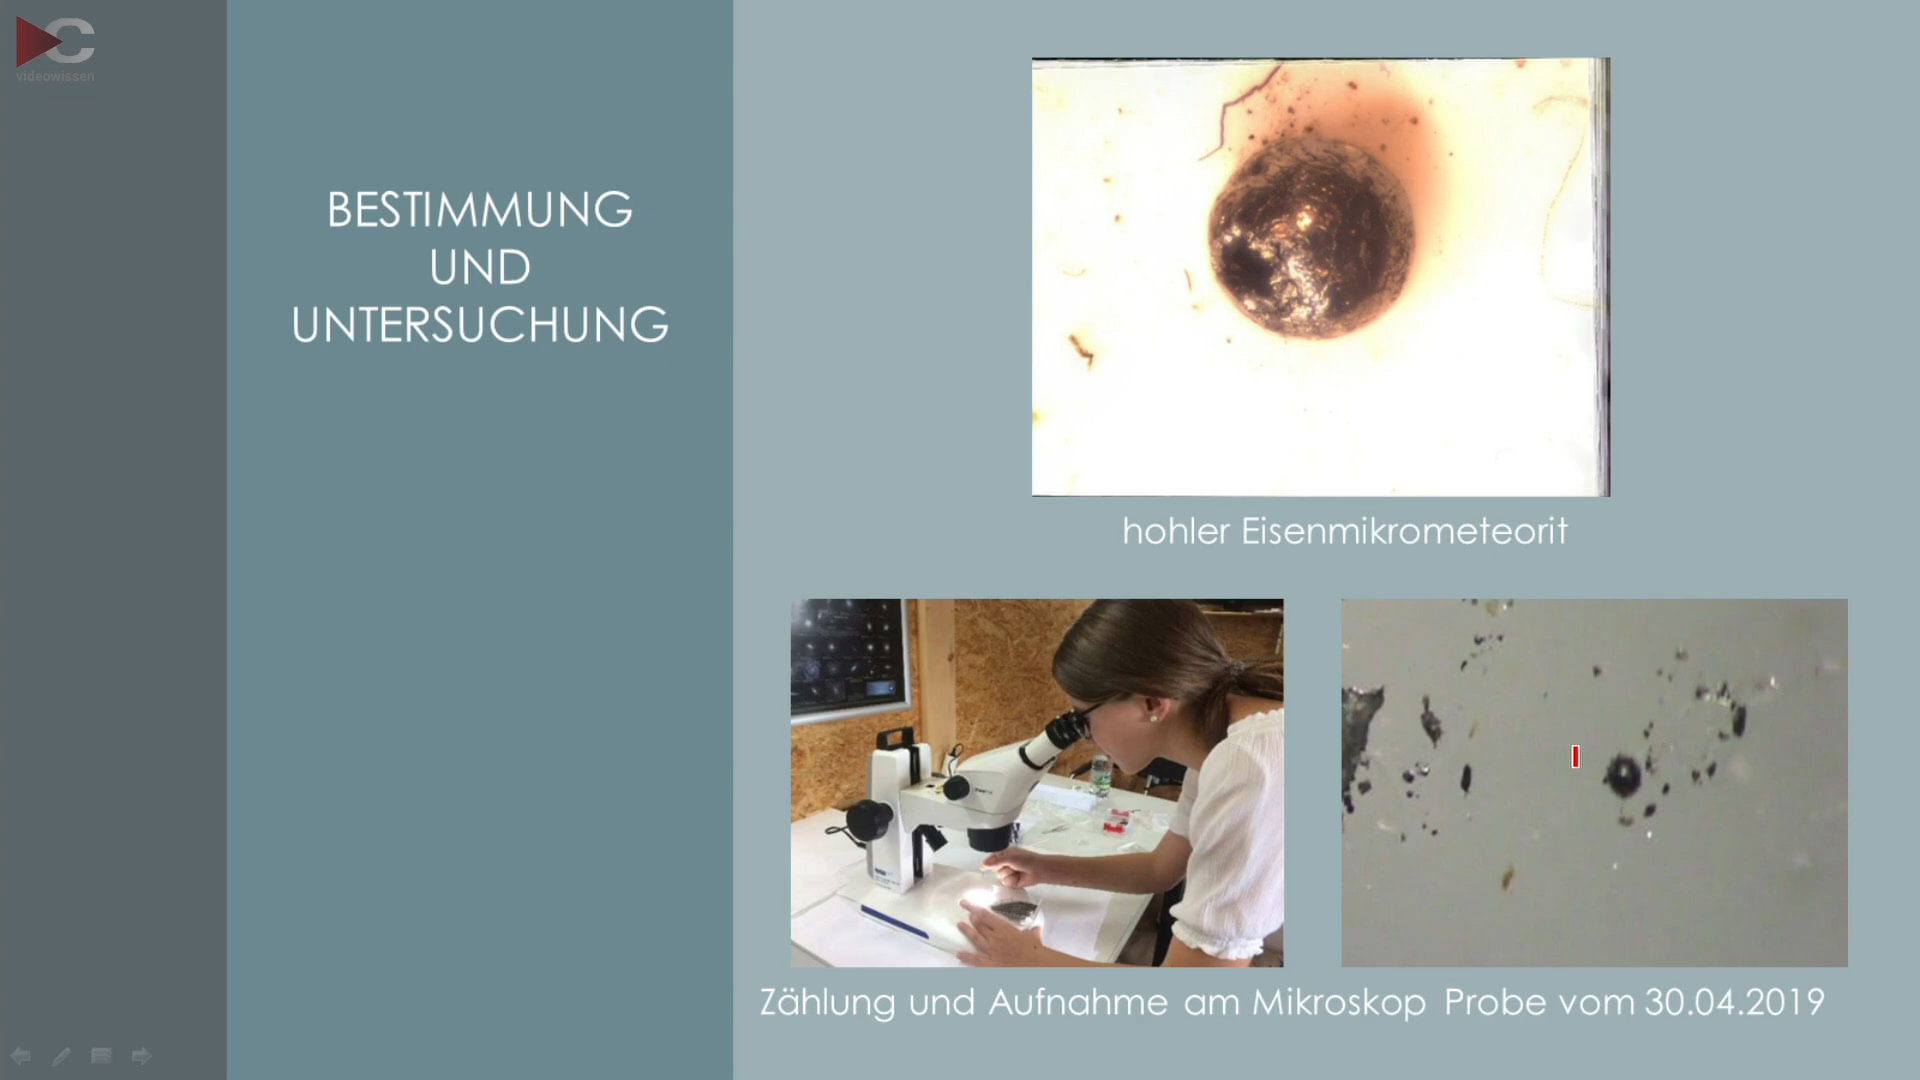 C
videowissen
BESTIMMUNG
UND
UNTERSUCHUNG
hohler Eisenmikrometeorit
Zählung und Aufnahme am Mikroskop
Probe vom 30.04.2019